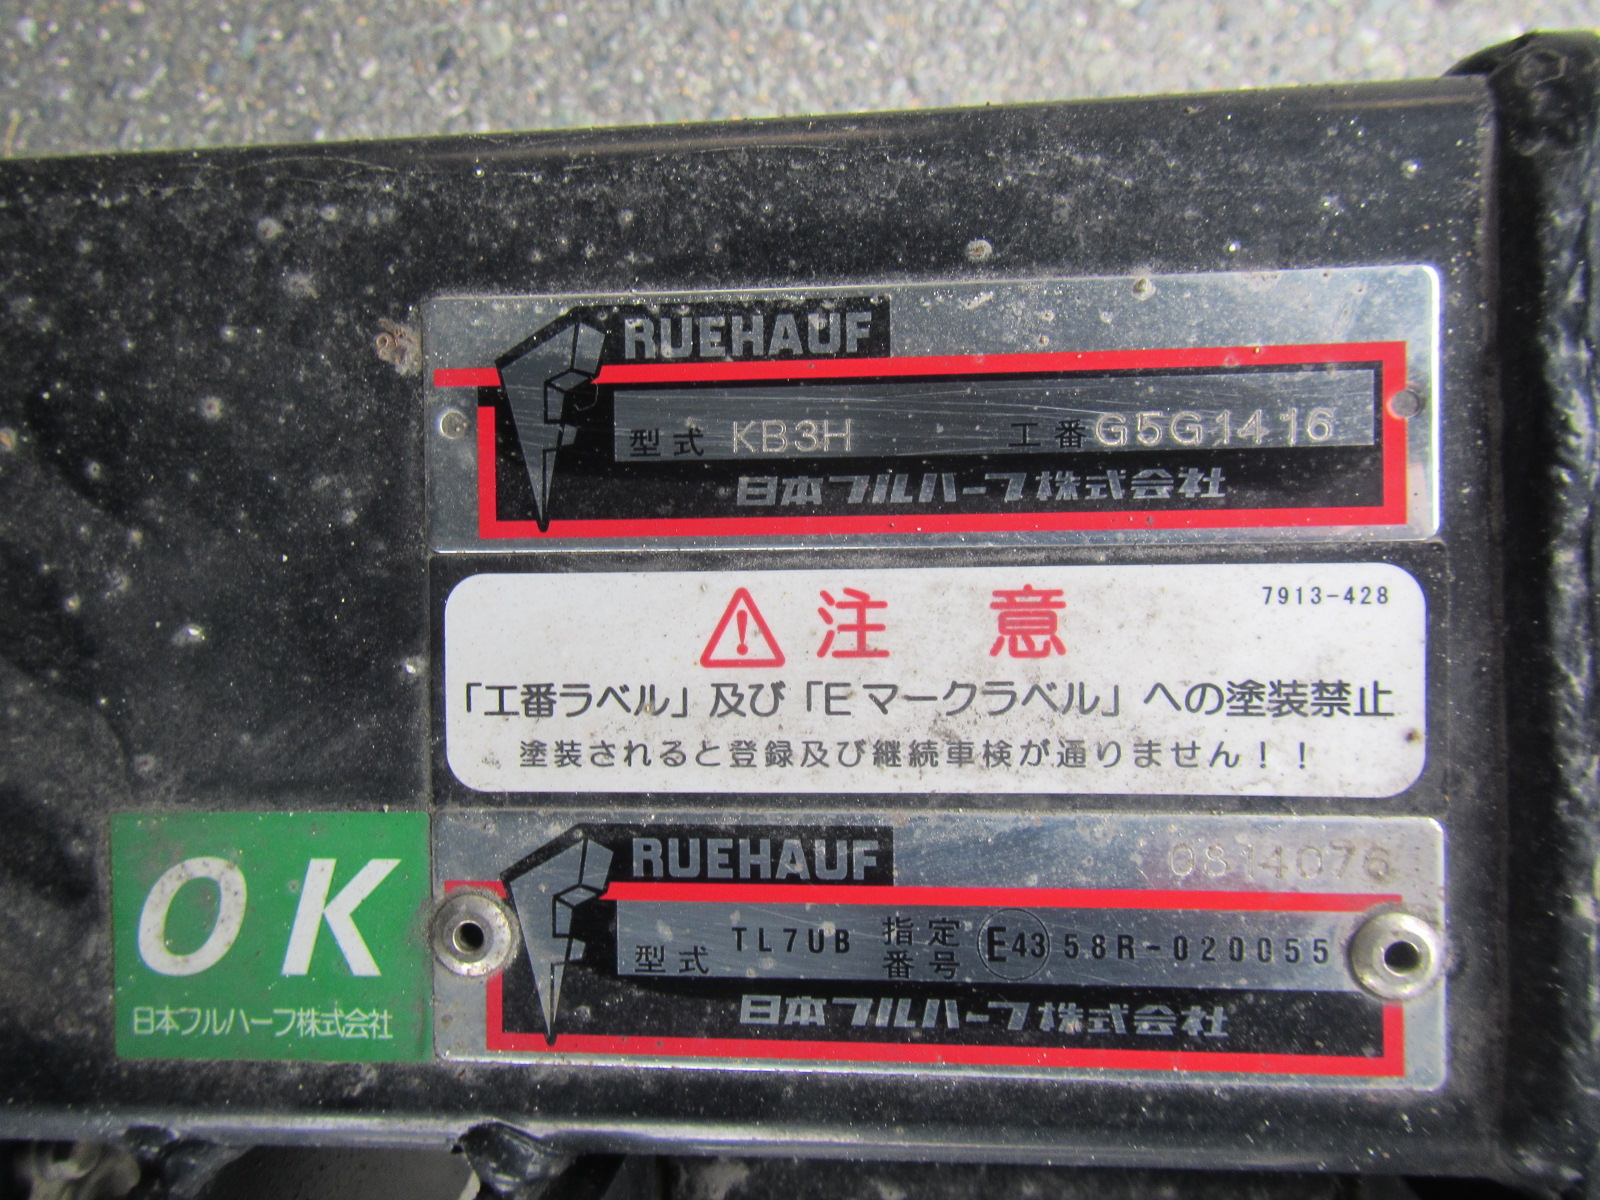 RUEHAUF
型式 KB3H 工番 G5G1416
日本フルハーフ株式会社
注意
7913-428
「工番ラベル」及び「Eマークラベル」への塗装禁止
塗装されると登録及び継続車検が通りません！！
OK
日本フルハーフ株式会社
RUEHAUF
0814076
型式 TL7UB 指定番号 E43 58R-020055
日本フルハーフ株式会社